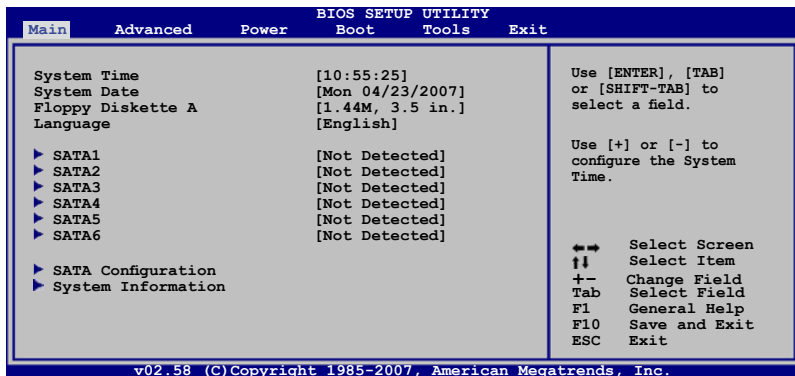 BIOS SETUP UTILITY
Main Advanced Power Boot Tools Exit
System Time [10:55:25]
System Date [Mon 04/23/2007]
Floppy Diskette A [1.44M, 3.5 in.]
Language [English]
SATA1 [Not Detected]
SATA2 [Not Detected]
SATA3 [Not Detected]
SATA4 [Not Detected]
SATA5 [Not Detected]
SATA6 [Not Detected]
SATA Configuration
System Information
Use [ENTER], [TAB]
or [SHIFT-TAB] to
select a field.
Use [+] or [-] to
configure the System
Time.
←→ Select Screen
↑↓ Select Item
+- Change Field
Tab Select Field
F1 General Help
F10 Save and Exit
ESC Exit
v02.58 (C)Copyright 1985-2007, American Megatrends, Inc.